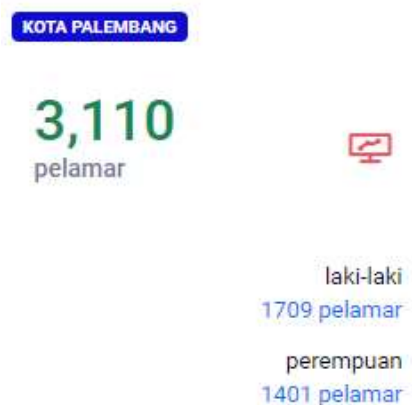 KOTA PALEMBANG
3,110
pelamar
laki-laki
1709 pelamar
perempuan
1401 pelamar